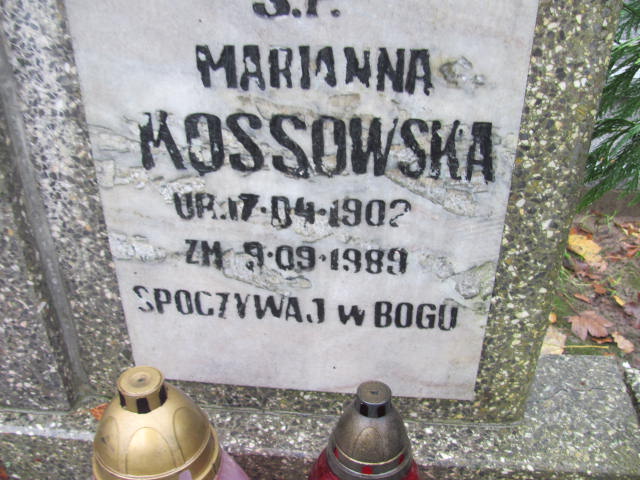 Ś.P.
MARIANNA
MOSSOWSKA
UR. 17·04·1902
ZM 9·09·1989
SPOCZYWAJ W BOGU